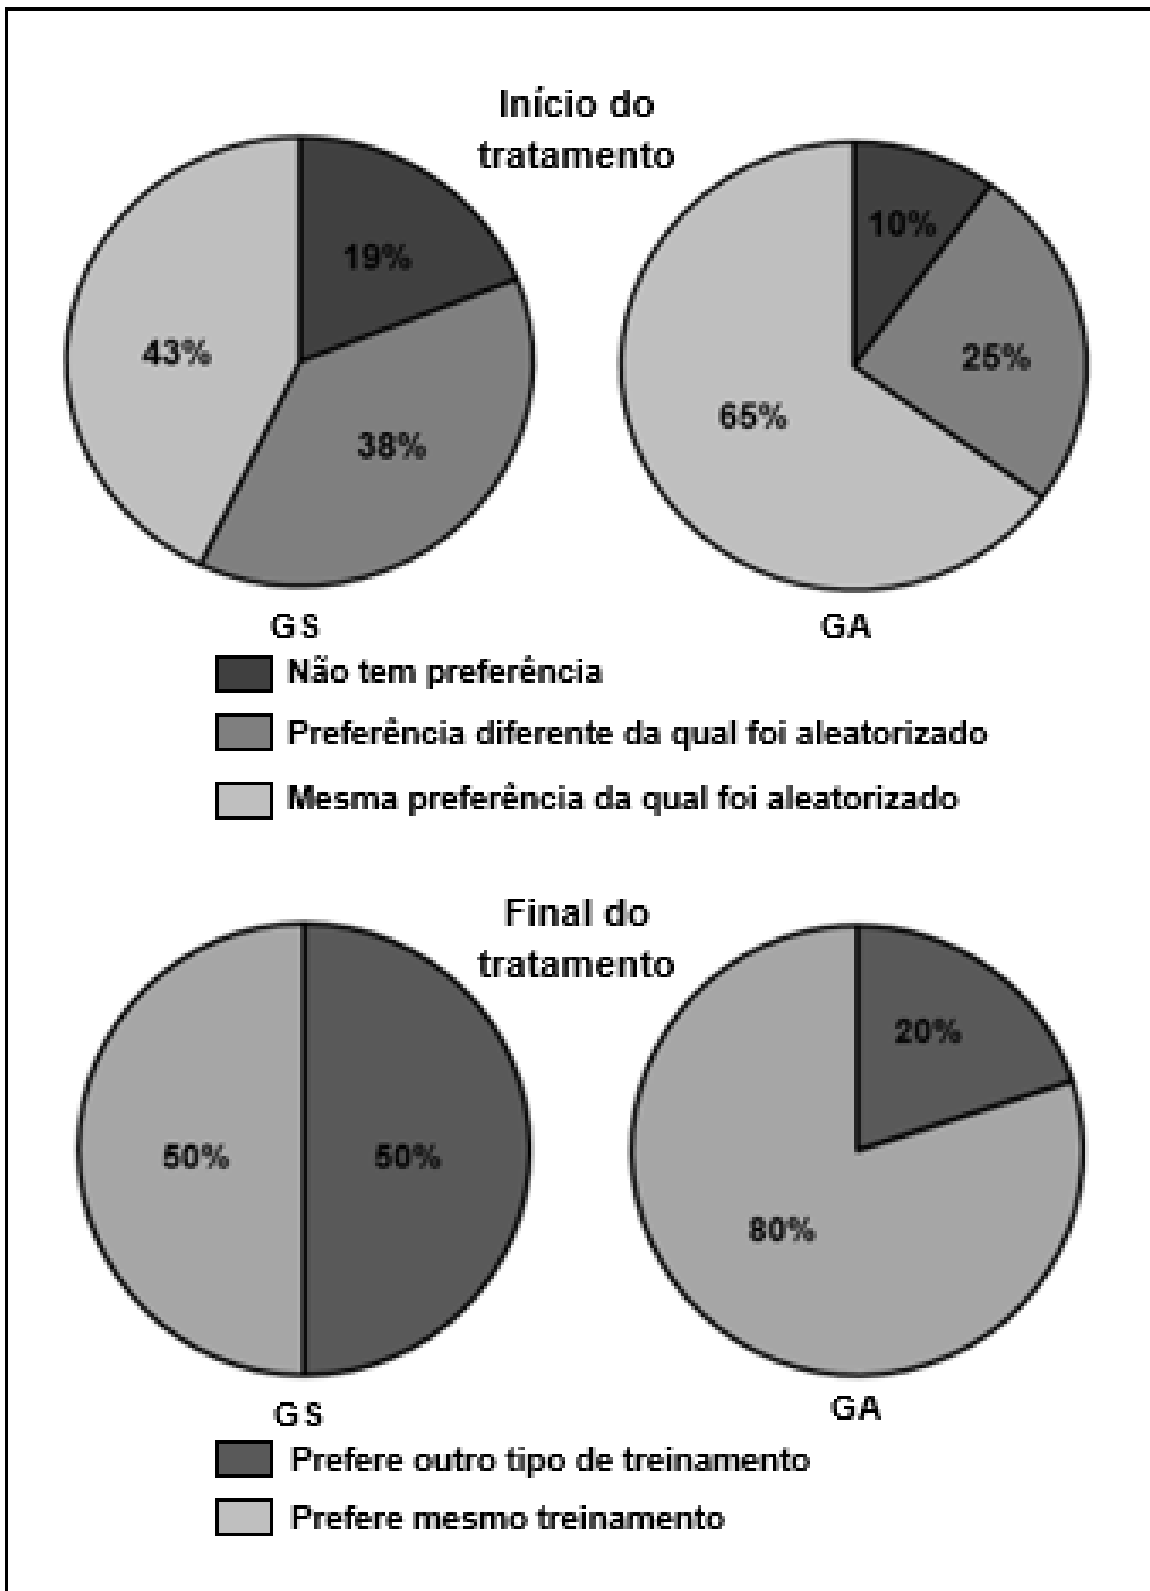 Início do
tratamento
19%
43%
38%
10%
25%
65%
GS
GA
Não tem preferência
Preferência diferente da qual foi aleatorizado
Mesma preferência da qual foi aleatorizado
Final do
tratamento
50%
50%
20%
80%
GS
GA
Prefere outro tipo de treinamento
Prefere mesmo treinamento